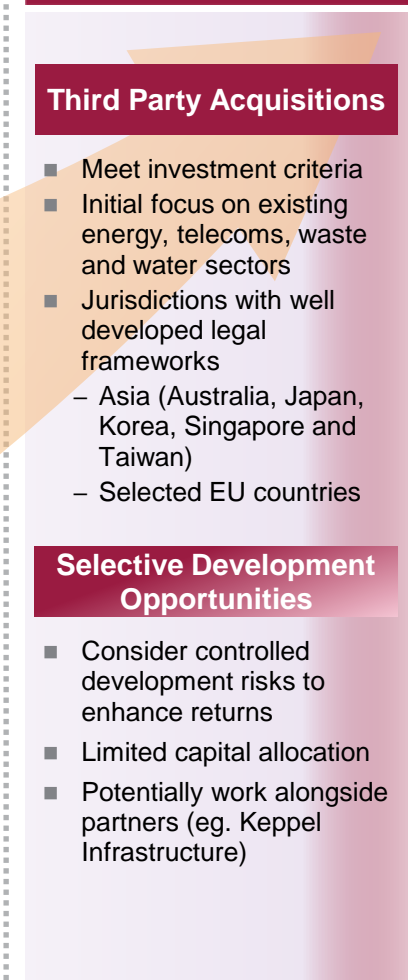 Third Party Acquisitions
■ Meet investment criteria
■ Initial focus on existing
energy, telecoms, waste
and water sectors
■ Jurisdictions with well
developed legal
frameworks
– Asia (Australia, Japan,
Korea, Singapore and
Taiwan)
– Selected EU countries
Selective Development
Opportunities
■ Consider controlled
development risks to
enhance returns
■ Limited capital allocation
■ Potentially work alongside
partners (eg. Keppel
Infrastructure)